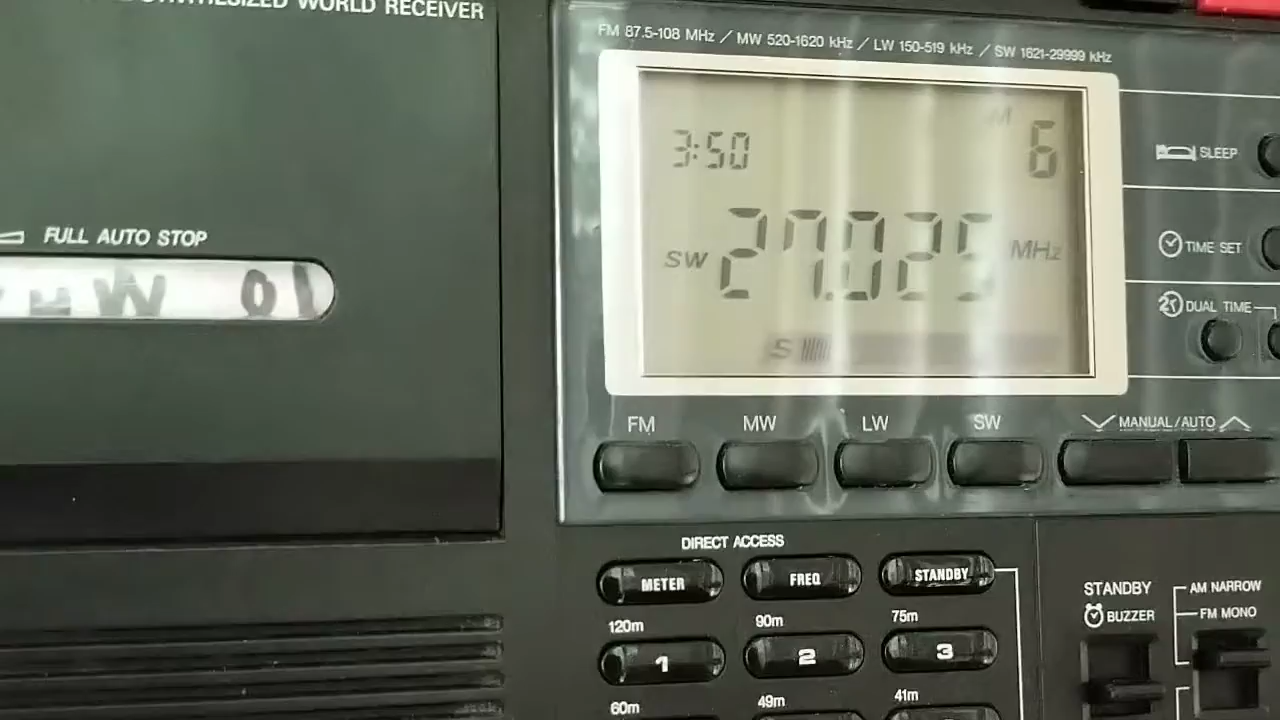 WORLD RECEIVER
FM 87.5-108 MHz / MW 520-1620 kHz / LW 150-519 kHz / SW 1621-29999 kHz
3:50
6
SW 27.025 MHz
S
SLEEP
TIME SET
DUAL TIME
FULL AUTO STOP
W 01
FM MW LW SW MANUAL/AUTO
DIRECT ACCESS
METER FREQ STANDBY
120m 90m 75m
1 2 3
60m 49m 41m
STANDBY
BUZZER
AM NARROW
FM MONO